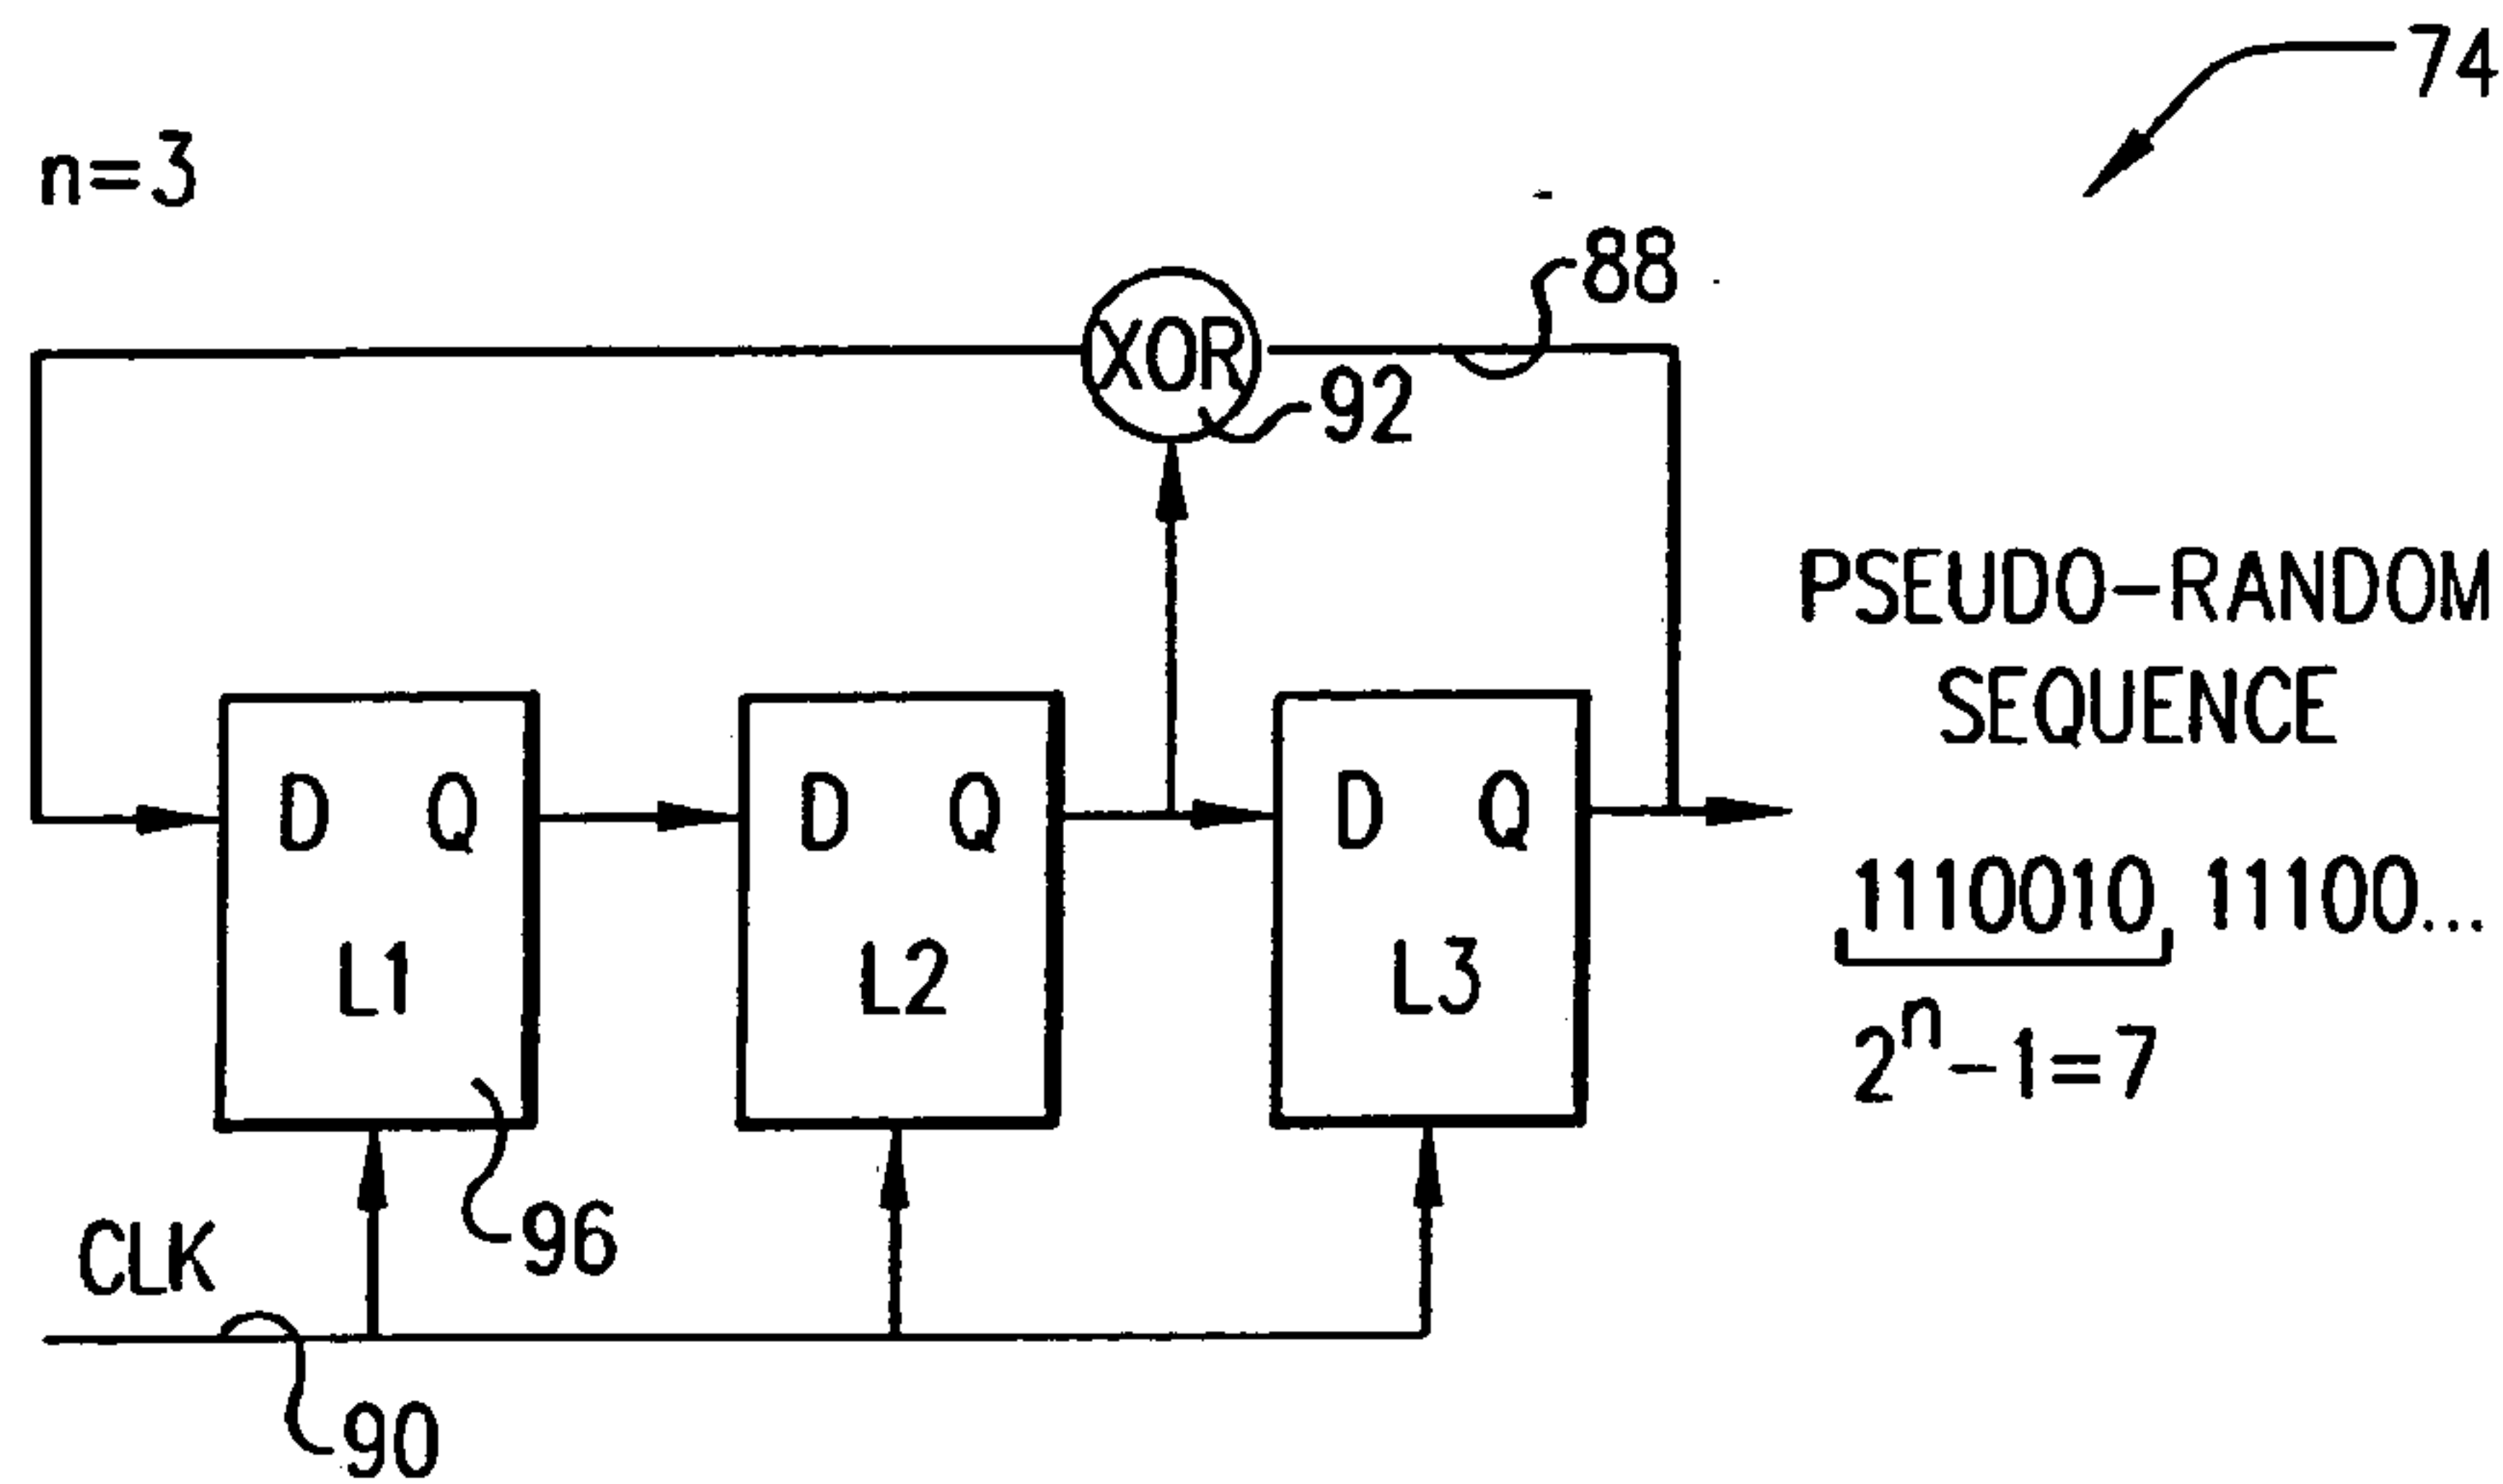 74
n=3
88
XOR
92
PSEUDO-RANDOM
SEQUENCE
D Q
L1
D Q
L2
D Q
L3
1110010 11100...
2ⁿ-1=7
96
CLK
90